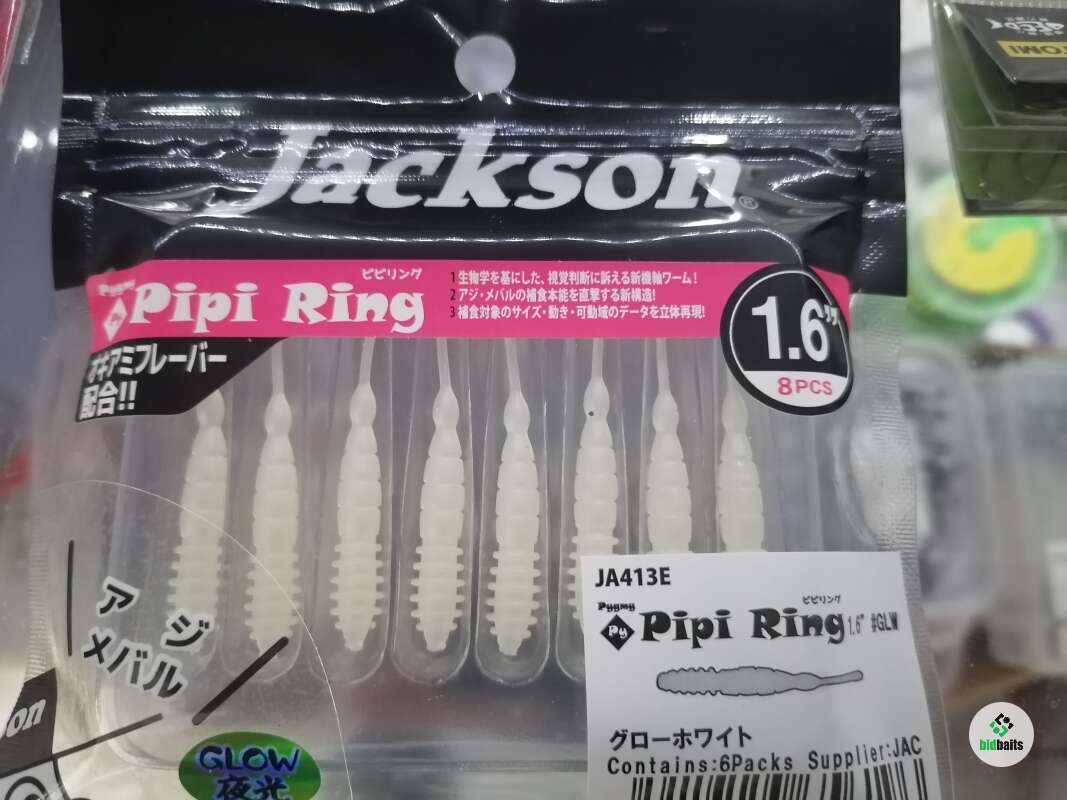 Jackson®
Pygmy
Py
ピピリング
Pipi Ring
1 生物学を基にした、視覚判断に訴える新機軸ワーム!
2 アジ・メバルの補食本能を直撃する新構造!
3 補食対象のサイズ・動き・可動域のデータを立体再現!
1.6"
8PCS
オキアミフレーバー
配合!!
アジ
メバル
GLOW
夜光
JA413E
Pygmy
Py
ピピリング
Pipi Ring 1.6" #GLW
グローホワイト
Contains:6Packs Supplier:JAC
bidbaits